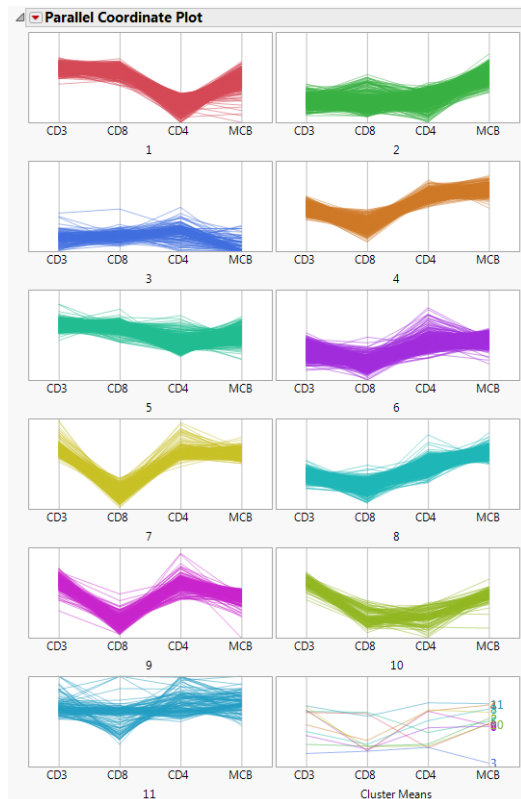 Parallel Coordinate Plot
CD3 CD8 CD4 MCB CD3 CD8 CD4 MCB
1 2
CD3 CD8 CD4 MCB CD3 CD8 CD4 MCB
3 4
CD3 CD8 CD4 MCB CD3 CD8 CD4 MCB
5 6
CD3 CD8 CD4 MCB CD3 CD8 CD4 MCB
7 8
CD3 CD8 CD4 MCB CD3 CD8 CD4 MCB
9 10
11
3
CD3 CD8 CD4 MCB CD3 CD8 CD4 MCB
11 Cluster Means